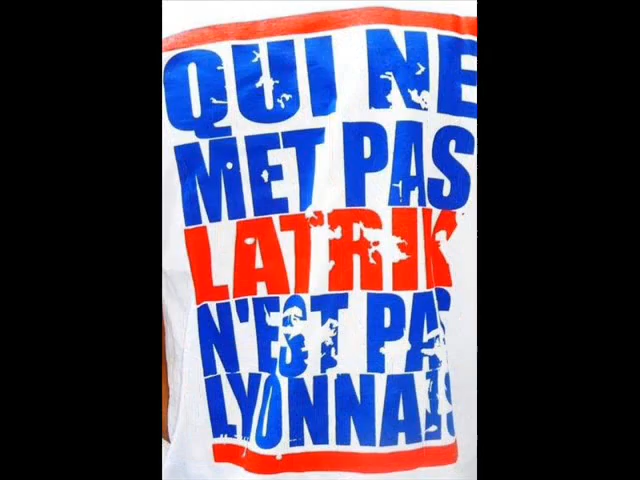 QUI NE
MET PAS
LATRIK
N'EST PAS
LYONNAIS